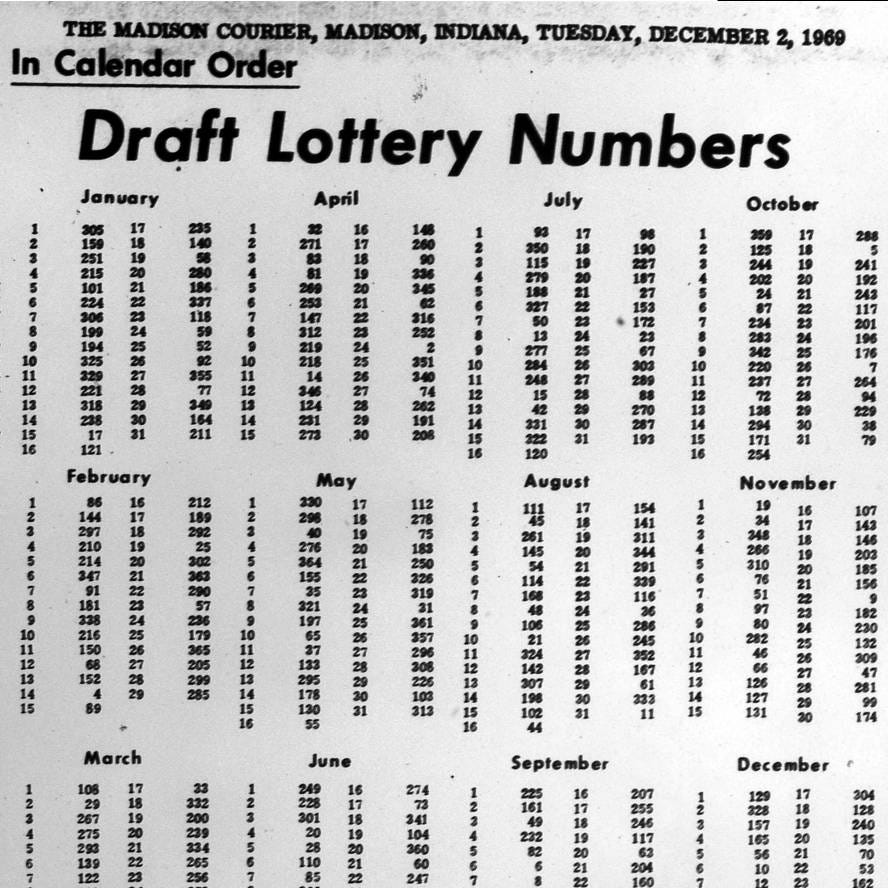 THE MADISON COURIER, MADISON, INDIANA, TUESDAY, DECEMBER 2, 1969
In Calendar Order
Draft Lottery Numbers
January April July October
1 305 17 235 1 32 16 148 1 93 17 98 1 359 17 288
2 159 18 140 2 271 17 260 2 350 18 190 2 125 18 5
3 251 19 58 3 83 18 90 3 115 19 227 3 244 19 241
4 215 20 280 4 81 19 336 4 279 20 187 4 202 20 192
5 101 21 186 5 269 20 345 5 188 21 27 5 24 21 243
6 224 22 337 6 253 21 62 6 327 22 153 6 87 22 117
7 306 23 118 7 147 22 316 7 50 23 172 7 234 23 201
8 199 24 59 8 312 23 252 8 13 24 23 8 283 24 196
9 194 25 52 9 219 24 2 9 277 25 67 9 342 25 176
10 325 26 92 10 218 25 351 10 284 26 303 10 220 26 7
11 329 27 355 11 14 26 340 11 248 27 289 11 237 27 264
12 221 28 77 12 346 27 74 12 15 28 88 12 72 28 94
13 318 29 349 13 124 28 262 13 42 29 270 13 138 29 229
14 238 30 164 14 231 29 191 14 331 30 287 14 294 30 38
15 17 31 211 15 273 30 208 15 322 31 193 15 171 31 79
16 121 16 120 16 254
February May August November
1 86 16 212 1 330 17 112 1 111 17 154 1 19 16 107
2 144 17 189 2 298 18 278 2 45 18 141 2 34 17 143
3 297 18 292 3 40 19 75 3 261 19 311 3 348 18 146
4 210 19 25 4 276 20 183 4 145 20 344 4 266 19 203
5 214 20 302 5 364 21 250 5 54 21 291 5 310 20 185
6 347 21 363 6 155 22 326 6 114 22 339 6 76 21 156
7 91 22 290 7 35 23 319 7 168 23 116 7 51 22 9
8 181 23 57 8 321 24 31 8 48 24 36 8 97 23 182
9 338 24 236 9 197 25 361 9 106 25 286 9 80 24 230
10 216 25 179 10 65 26 357 10 21 26 245 10 282 25 132
11 150 26 365 11 37 27 296 11 324 27 352 11 46 26 309
12 68 27 205 12 133 28 308 12 142 28 167 12 66 27 47
13 152 28 299 13 295 29 226 13 307 29 61 13 126 28 281
14 4 29 285 14 178 30 103 14 198 30 333 14 127 29 99
15 89 15 130 31 313 15 102 31 11 15 131 30 174
16 55 16 44
March June September December
1 108 17 33 1 249 16 274 1 225 16 207 1 129 17 304
2 29 18 332 2 228 17 73 2 161 17 255 2 328 18 128
3 267 19 200 3 301 18 341 3 49 18 246 3 157 19 240
4 275 20 239 4 20 19 104 4 232 19 117 4 165 20 135
5 293 21 334 5 28 20 360 5 82 20 63 5 56 21 70
6 139 22 265 6 110 21 60 6 6 21 204 6 10 22 53
7 122 23 256 7 85 22 247 7 8 22 160 7 12 23 162